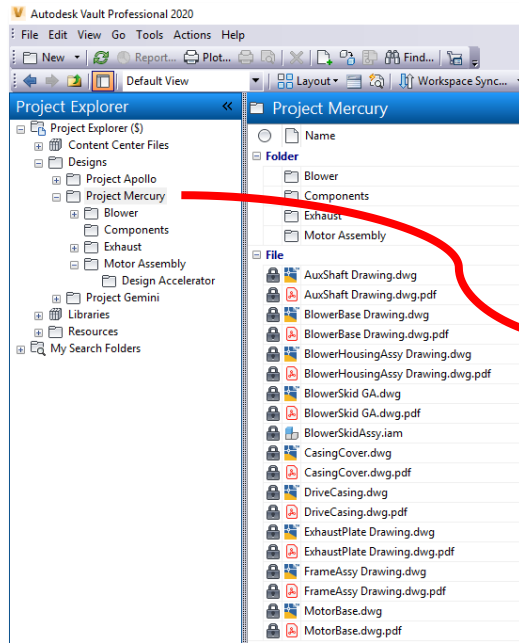 Autodesk Vault Professional 2020
File Edit View Go Tools Actions Help
New Report... Plot... Find...
Default View Layout Workspace Sync...
Project Explorer «
Project Explorer ($)
Content Center Files
Designs
Project Apollo
Project Mercury
Blower
Components
Exhaust
Motor Assembly
Design Accelerator
Project Gemini
Libraries
Resources
My Search Folders
Project Mercury
Name
Folder
Blower
Components
Exhaust
Motor Assembly
File
AuxShaft Drawing.dwg
AuxShaft Drawing.dwg.pdf
BlowerBase Drawing.dwg
BlowerBase Drawing.dwg.pdf
BlowerHousingAssy Drawing.dwg
BlowerHousingAssy Drawing.dwg.pdf
BlowerSkid GA.dwg
BlowerSkid GA.dwg.pdf
BlowerSkidAssy.iam
CasingCover.dwg
CasingCover.dwg.pdf
DriveCasing.dwg
DriveCasing.dwg.pdf
ExhaustPlate Drawing.dwg
ExhaustPlate Drawing.dwg.pdf
FrameAssy Drawing.dwg
FrameAssy Drawing.dwg.pdf
MotorBase.dwg
MotorBase.dwg.pdf